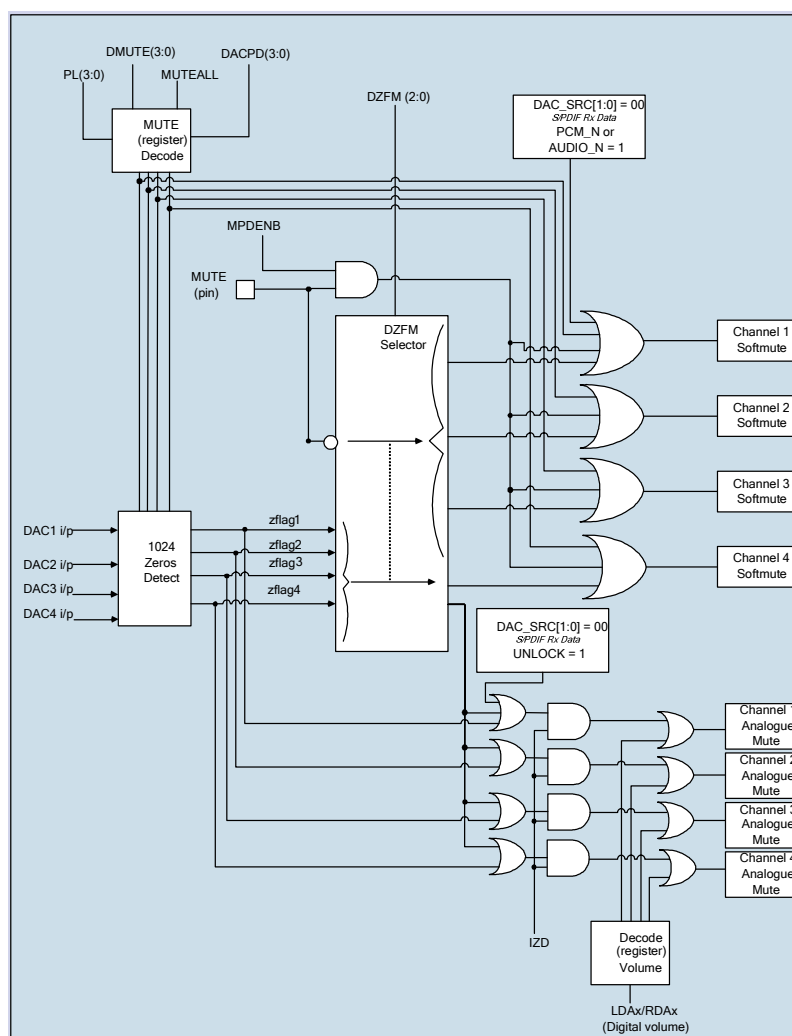 DMUTE(3:0)
DACPD(3:0)
PL(3:0)
MUTEALL
DZFM (2:0)
MUTE
(register)
Decode
DAC_SRC[1:0] = 00
S/PDIF Rx Data
PCM_N or
AUDIO_N = 1
MPDENB
MUTE
(pin)
DZFM
Selector
Channel 1
Softmute
Channel 2
Softmute
Channel 3
Softmute
Channel 4
Softmute
DAC1 i/p
DAC2 i/p
DAC3 i/p
DAC4 i/p
1024
Zeros
Detect
zflag1
zflag2
zflag3
zflag4
DAC_SRC[1:0] = 00
S/PDIF Rx Data
UNLOCK = 1
Channel 1
Analogue
Mute
Channel 2
Analogue
Mute
Channel 3
Analogue
Mute
Channel 4
Analogue
Mute
IZD
Decode
(register)
Volume
LDAx/RDAx
(Digital volume)